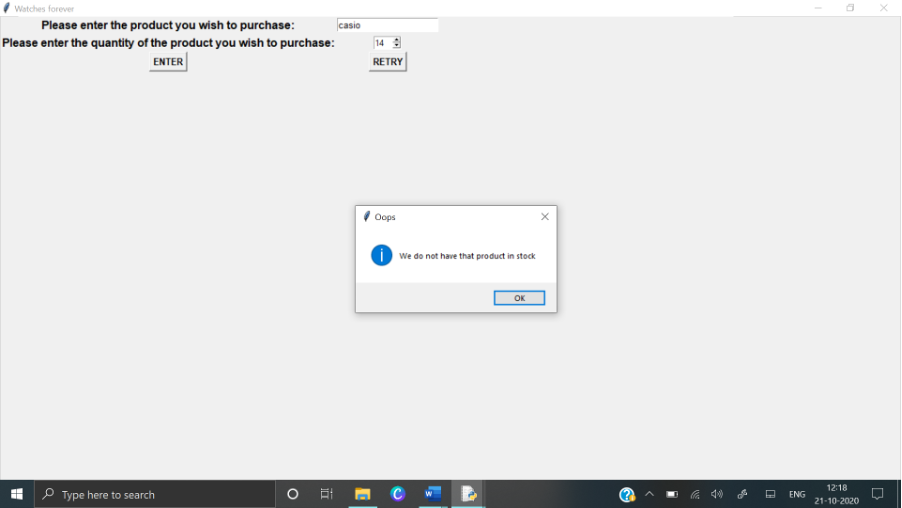 Watches forever
Please enter the product you wish to purchase: casio
Please enter the quantity of the product you wish to purchase: 14
ENTER RETRY
Oops
We do not have that product in stock
OK
Type here to search
ENG
12:18
21-10-2020